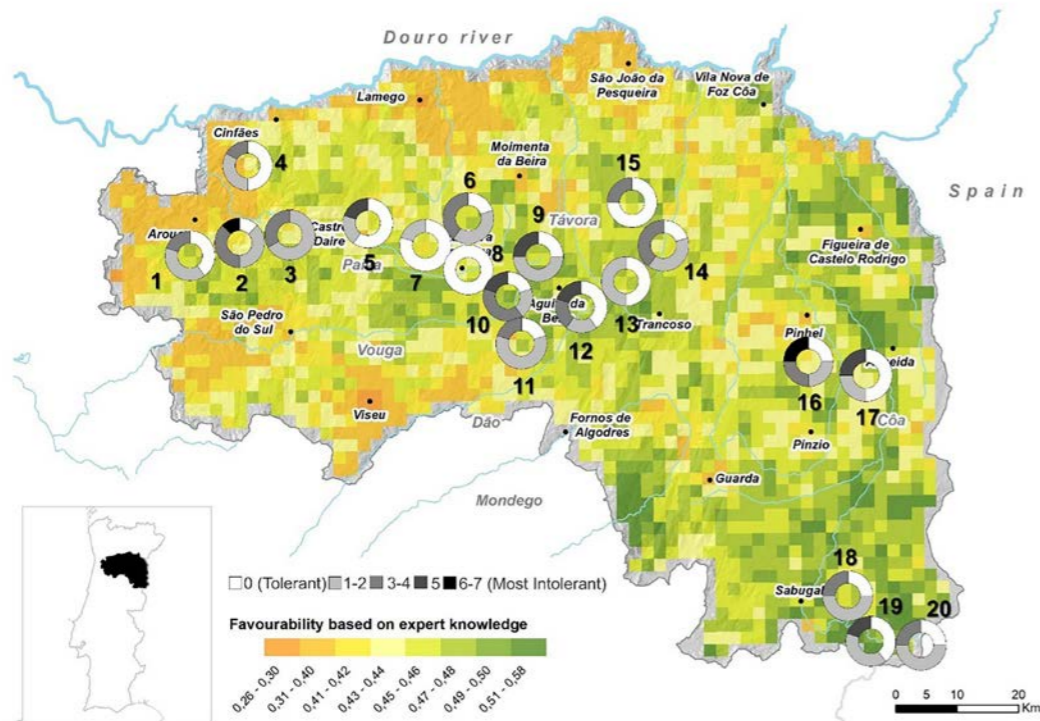 Douro river
São João da
Pesqueira
Vila Nova de
Foz Côa
Lamego
Cinfães
4
Moimenta
da Beira
15
6
Spain
Távora
9
Castro
Daire
Figueira de
Castelo Rodrigo
Paiva
8
14
1
2
3
5
7
10
São Pedro
do Sul
Aguiar da
13
Trancoso
Pinhel
12
Vouga
11
16
17
Côa
Viseu
Dão
Fornos de
Algodres
Pinzio
Guarda
Mondego
18
0 (Tolerant) 1-2 3-4 5 6-7 (Most Intolerant)
Sabugal
19
20
Favourability based on expert knowledge
0,26 - 0,30
0,31 - 0,40
0,41 - 0,42
0,43 - 0,44
0,45 - 0,46
0,47 - 0,48
0,49 - 0,50
0,51 - 0,58
0 5 10 20
Km